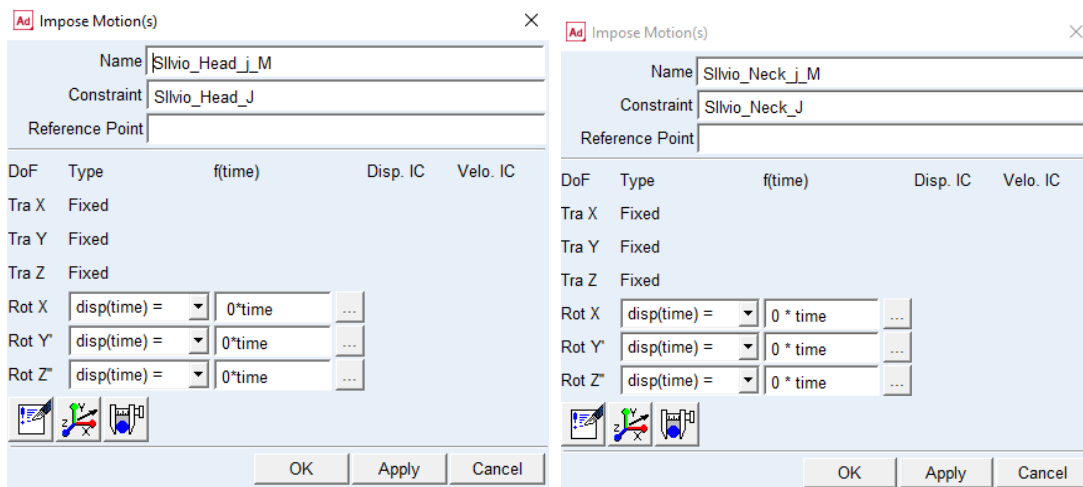 Ad Impose Motion(s)
Name SIlvio_Head_j_M
Constraint SIlvio_Head_J
Reference Point
DoF Type f(time) Disp. IC Velo. IC
Tra X Fixed
Tra Y Fixed
Tra Z Fixed
Rot X disp(time) = 0*time ...
Rot Y' disp(time) = 0*time ...
Rot Z" disp(time) = 0*time ...
Z Y X
OK Apply Cancel
Ad Impose Motion(s)
Name SIlvio_Neck_j_M
Constraint SIlvio_Neck_J
Reference Point
DoF Type f(time) Disp. IC Velo. IC
Tra X Fixed
Tra Y Fixed
Tra Z Fixed
Rot X disp(time) = 0 * time ...
Rot Y' disp(time) = 0 * time ...
Rot Z" disp(time) = 0 * time ...
Z Y X
OK Apply Cancel